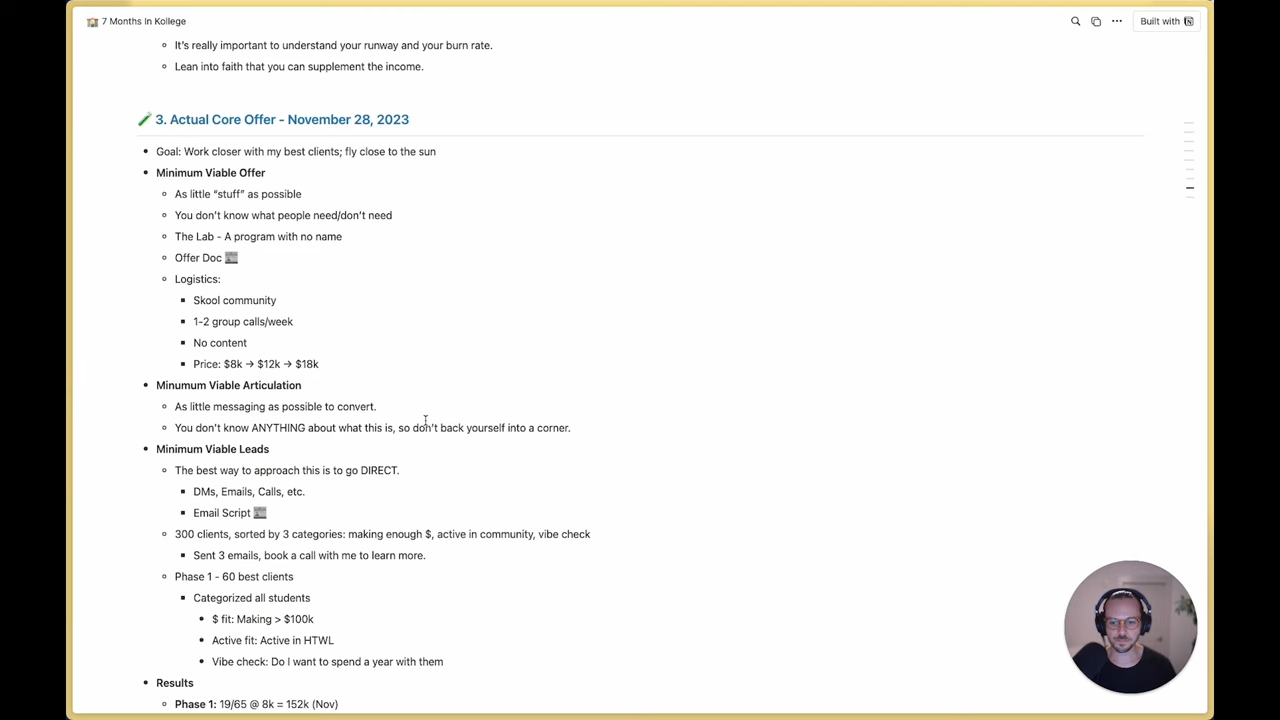 7 Months In Kollege
Built with
It's really important to understand your runway and your burn rate.
Lean into faith that you can supplement the income.
3. Actual Core Offer - November 28, 2023
Goal: Work closer with my best clients; fly close to the sun
Minimum Viable Offer
As little “stuff” as possible
You don't know what people need/don't need
The Lab - A program with no name
Offer Doc
Logistics:
Skool community
1-2 group calls/week
No content
Price: $8k → $12k → $18k
Minumum Viable Articulation
As little messaging as possible to convert.
You don't know ANYTHING about what this is, so don't back yourself into a corner.
Minimum Viable Leads
The best way to approach this is to go DIRECT.
DMs, Emails, Calls, etc.
Email Script
300 clients, sorted by 3 categories: making enough $, active in community, vibe check
Sent 3 emails, book a call with me to learn more.
Phase 1 - 60 best clients
Categorized all students
$ fit: Making > $100k
Active fit: Active in HTWL
Vibe check: Do I want to spend a year with them
Results
Phase 1: 19/65 @ 8k = 152k (Nov)